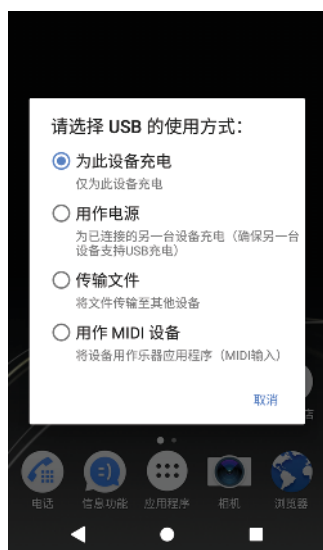 请选择 USB 的使用方式：
为此设备充电
仅为此设备充电
用作电源
为已连接的另一台设备充电（确保另一台
设备支持USB充电）
传输文件
将文件传输至其他设备
用作 MIDI 设备
将设备用作乐器应用程序（MIDI输入）
取消
店
电话 信息功能 应用程序 相机 浏览器